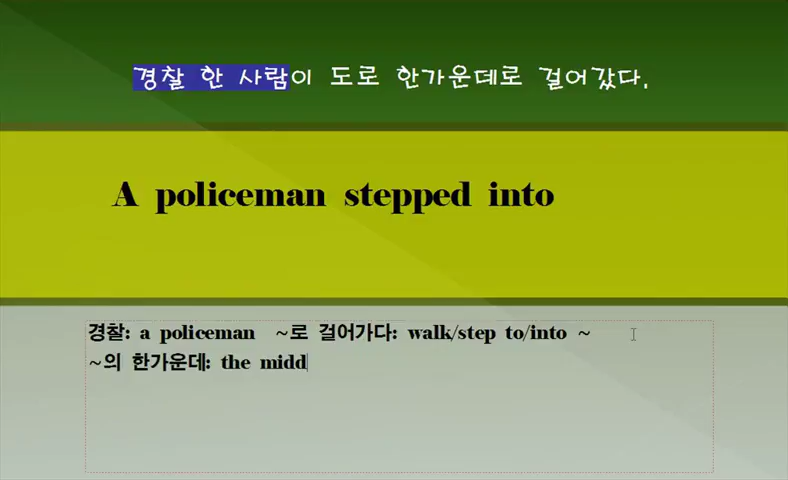 경찰 한 사람이 도로 한가운데로 걸어갔다.
A policeman stepped into
경찰: a policeman ~로 걸어가다: walk/step to/into ~
~의 한가운데: the midd